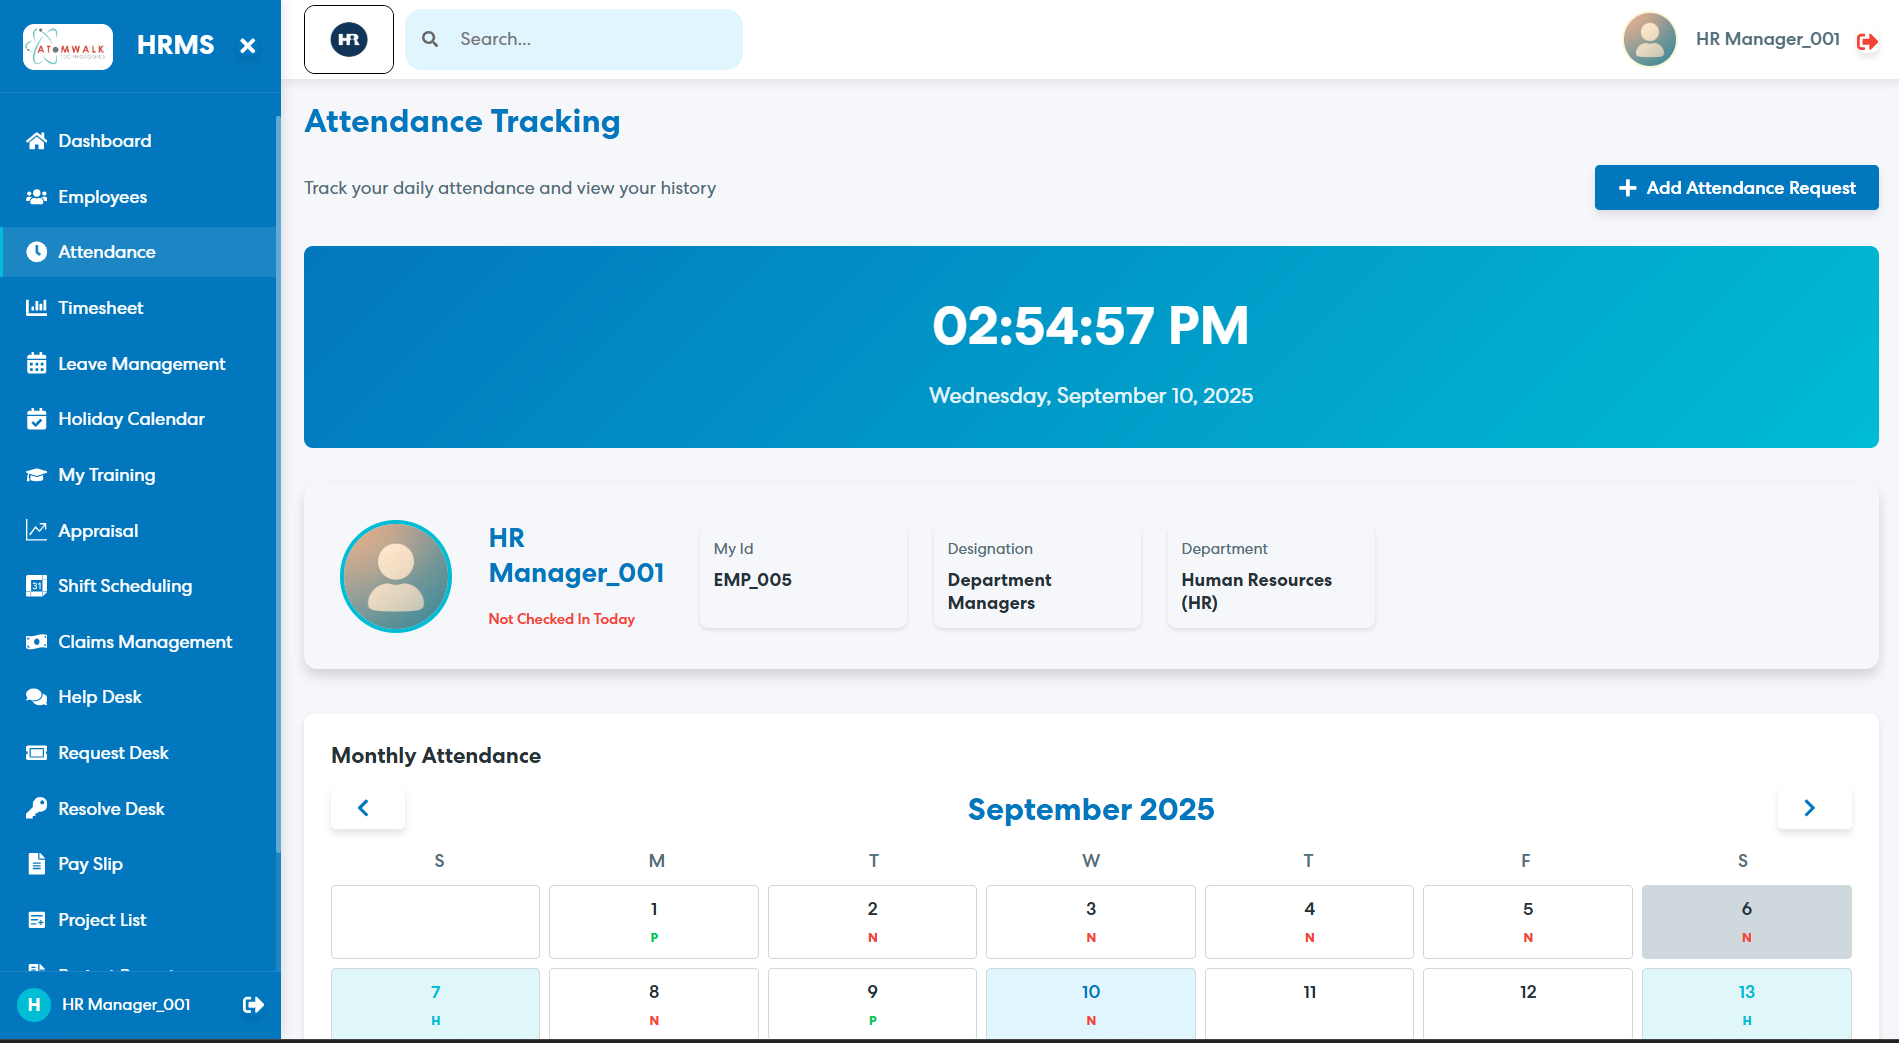 ATOMWALK
TECHNOLOGIES
HRMS
HR
Search...
HR Manager_001
Dashboard
Employees
Attendance
Timesheet
Leave Management
Holiday Calendar
My Training
Appraisal
31
Shift Scheduling
Claims Management
Help Desk
Request Desk
Resolve Desk
Pay Slip
Project List
H
HR Manager_001
Attendance Tracking
Track your daily attendance and view your history
Add Attendance Request
02:54:57 PM
Wednesday, September 10, 2025
HR
Manager_001
Not Checked In Today
My Id
EMP_005
Designation
Department
Managers
Department
Human Resources
(HR)
Monthly Attendance
September 2025
S M T W T F S
1 2 3 4 5 6
P N N N N N
7 8 9 10 11 12 13
H N P N H